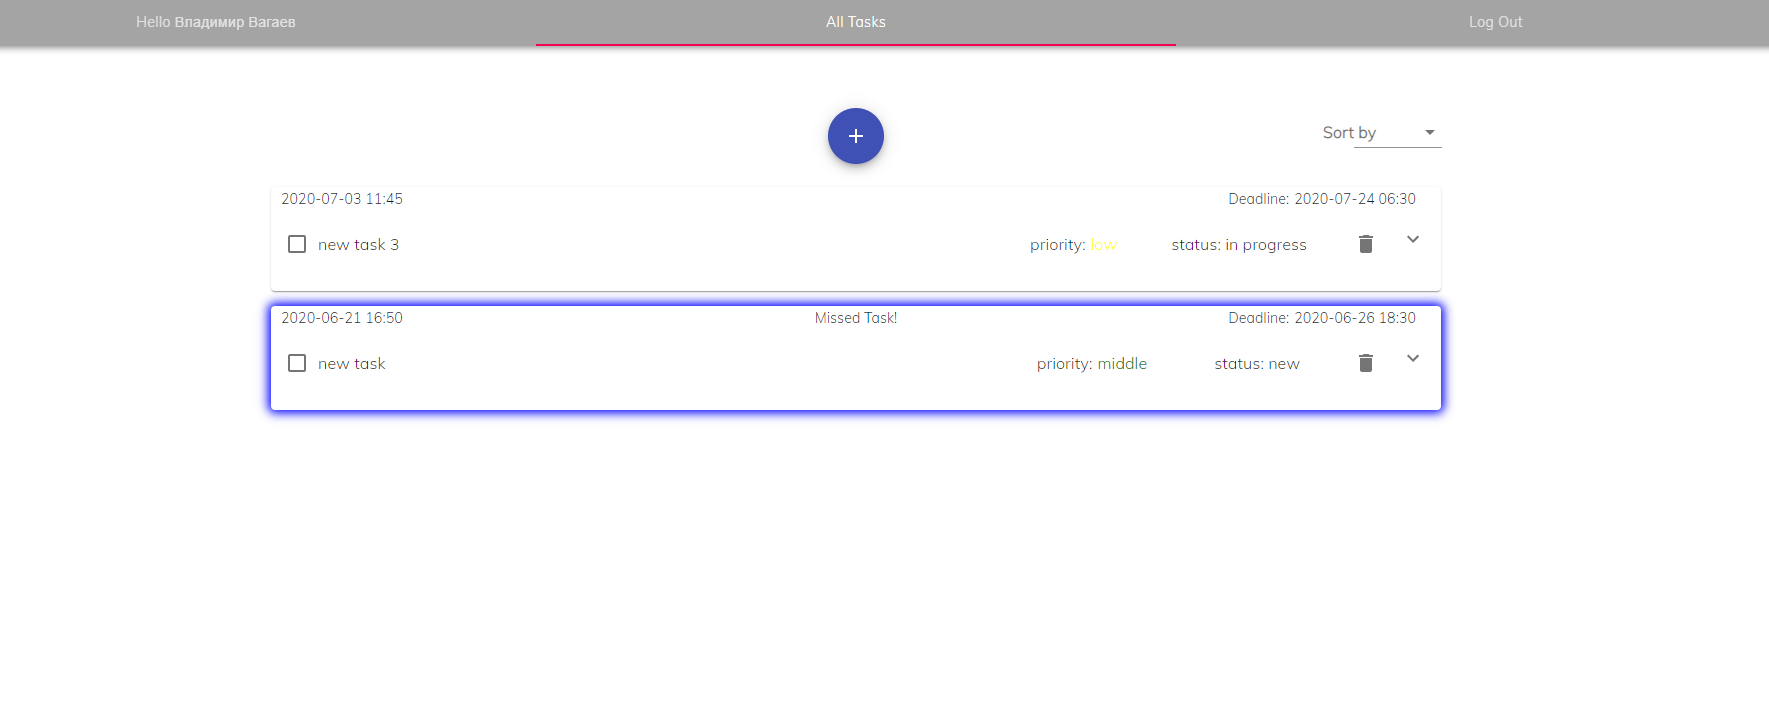 Hello Владимир Вагаев All Tasks Log Out
Sort by
2020-07-03 11:45 Deadline: 2020-07-24 06:30
new task 3 priority: low status: in progress
2020-06-21 16:50 Missed Task! Deadline: 2020-06-26 18:30
new task priority: middle status: new